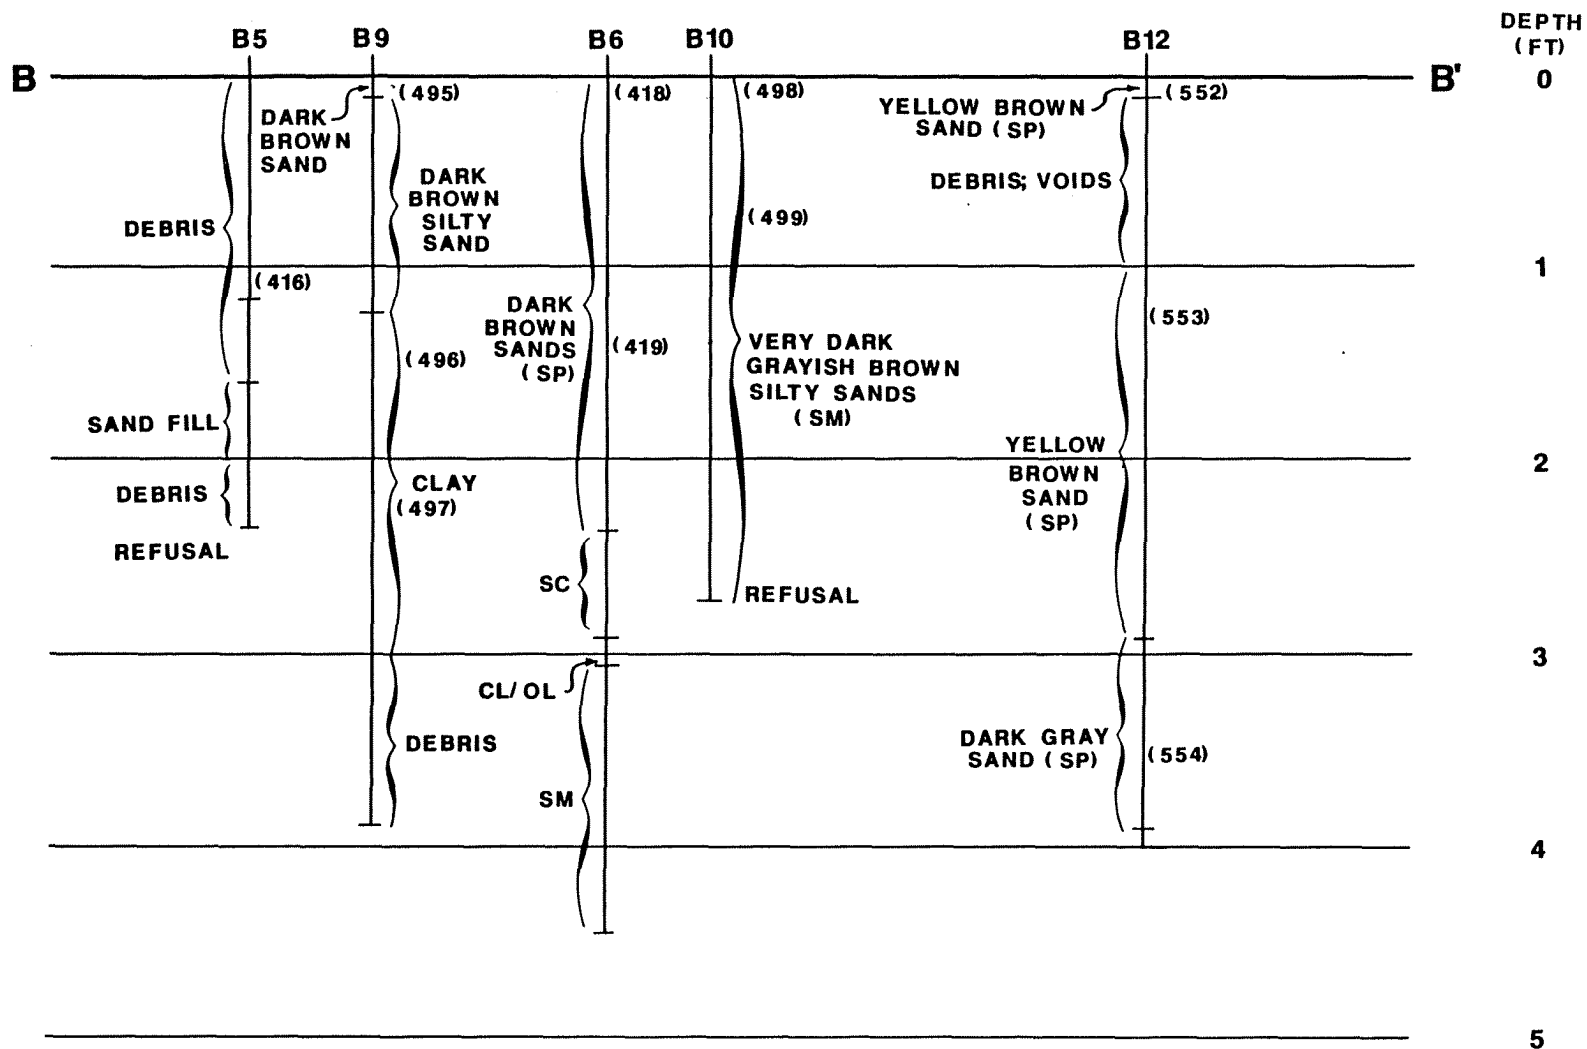 B5
B9
B6
B10
B12
DEPTH
(FT)
B
B'
0
(495)
(418)
(498)
(552)
DARK
BROWN
SAND
YELLOW BROWN
SAND (SP)
DARK
BROWN
SILTY
SAND
DEBRIS; VOIDS
(499)
DEBRIS
1
(416)
DARK
BROWN
SANDS
(SP)
(419)
(553)
(496)
VERY DARK
GRAYISH BROWN
SILTY SANDS
(SM)
SAND FILL
YELLOW
BROWN
SAND
(SP)
2
DEBRIS
CLAY
(497)
REFUSAL
SC
REFUSAL
3
CL/OL
DEBRIS
DARK GRAY
SAND (SP)
(554)
SM
4
5